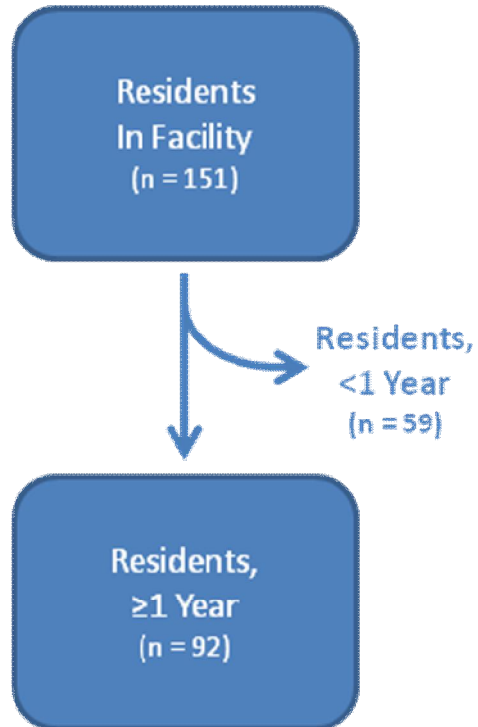 Residents
In Facility
(n = 151)
Residents,
<1 Year
(n = 59)
Residents,
≥1 Year
(n = 92)